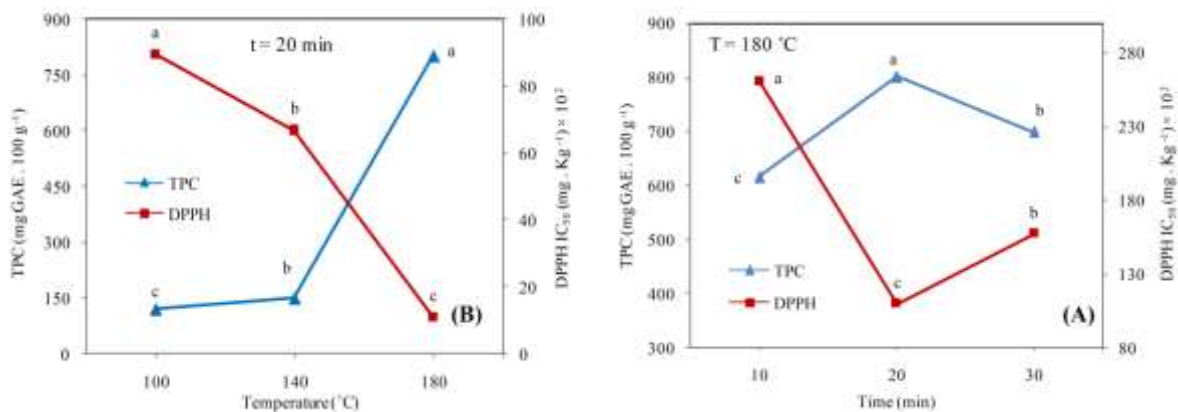 900
750
600
450
300
150
0
TPC (mg GAE . 100 g⁻¹)
t = 20 min
a
a
b
b
c
c
TPC
DPPH
(B)
100
80
60
40
20
0
DPPH IC₅₀ (mg . Kg⁻¹) × 10²
100 140 180
Temperature (˚C)
900
800
700
600
500
400
300
TPC (mg GAE . 100 g⁻¹)
T = 180 ˚C
a
a
b
c
b
c
TPC
DPPH
(A)
280
230
180
130
80
DPPH IC₅₀ (mg . Kg⁻¹) × 10²
10 20 30
Time (min)